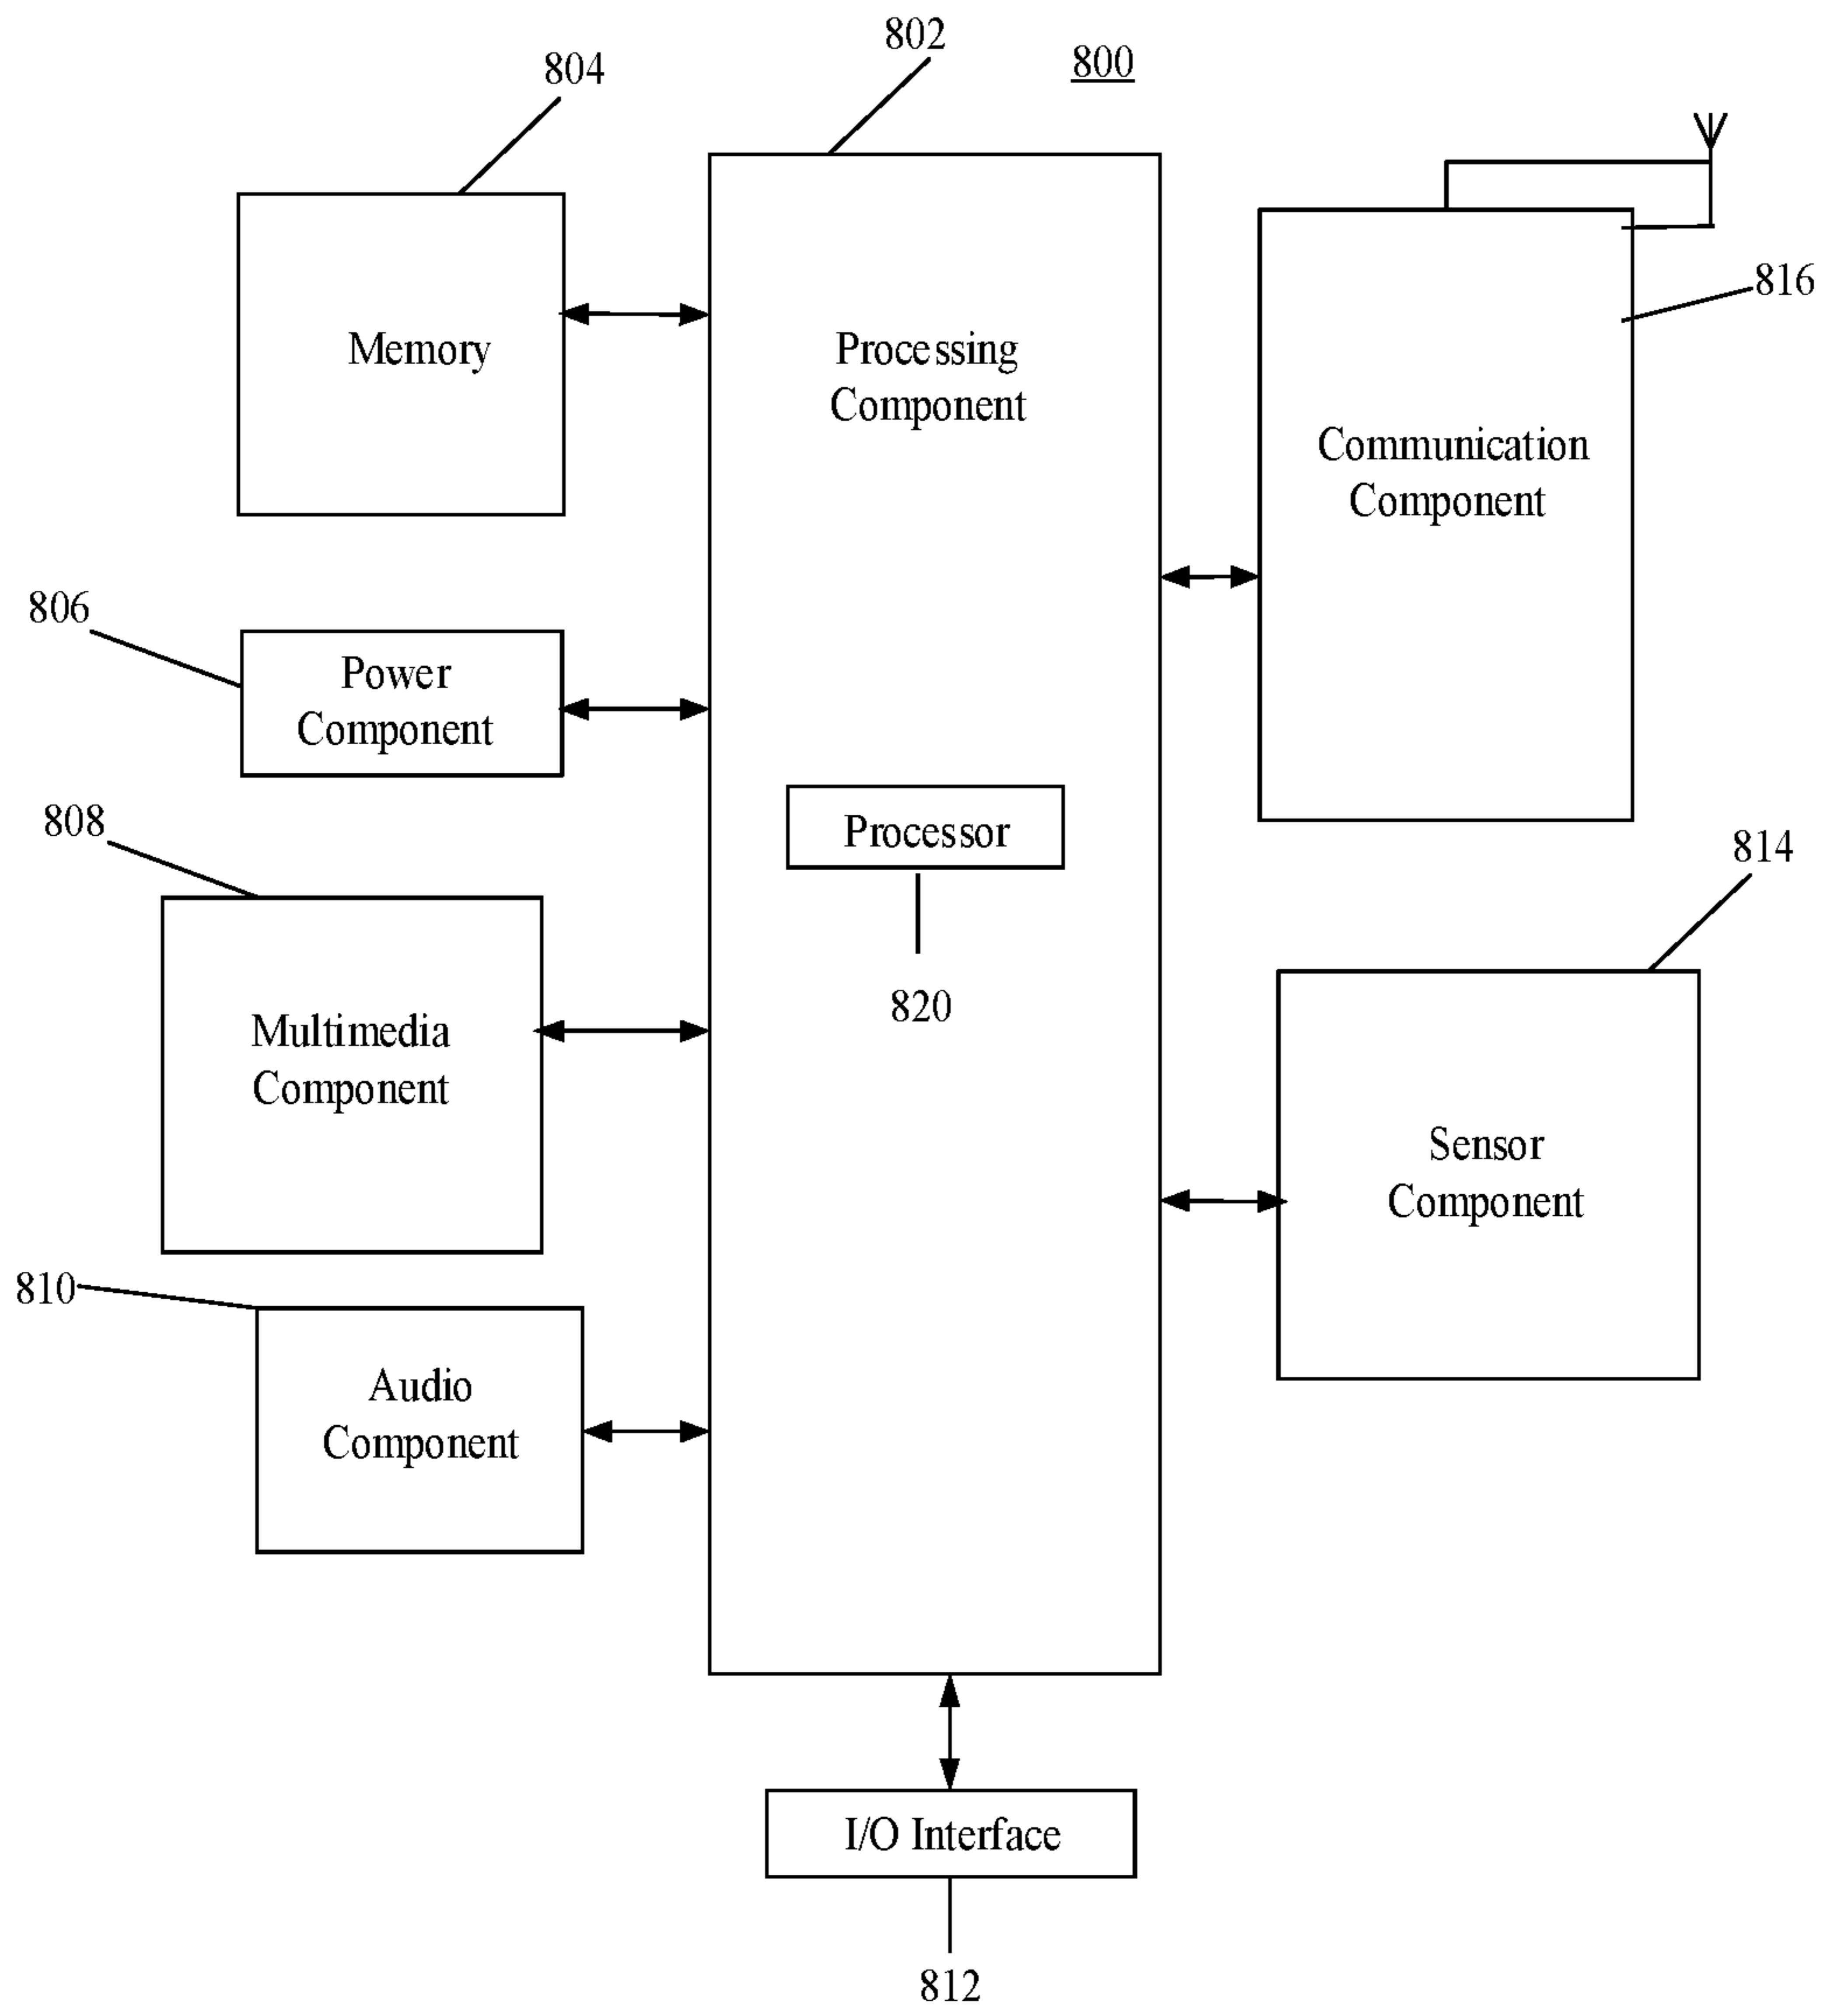 802
800
804
816
Memory
Processing
Component
Communication
Component
806
Power
Component
808
Processor
814
820
Multimedia
Component
Sensor
Component
810
Audio
Component
I/O Interface
812